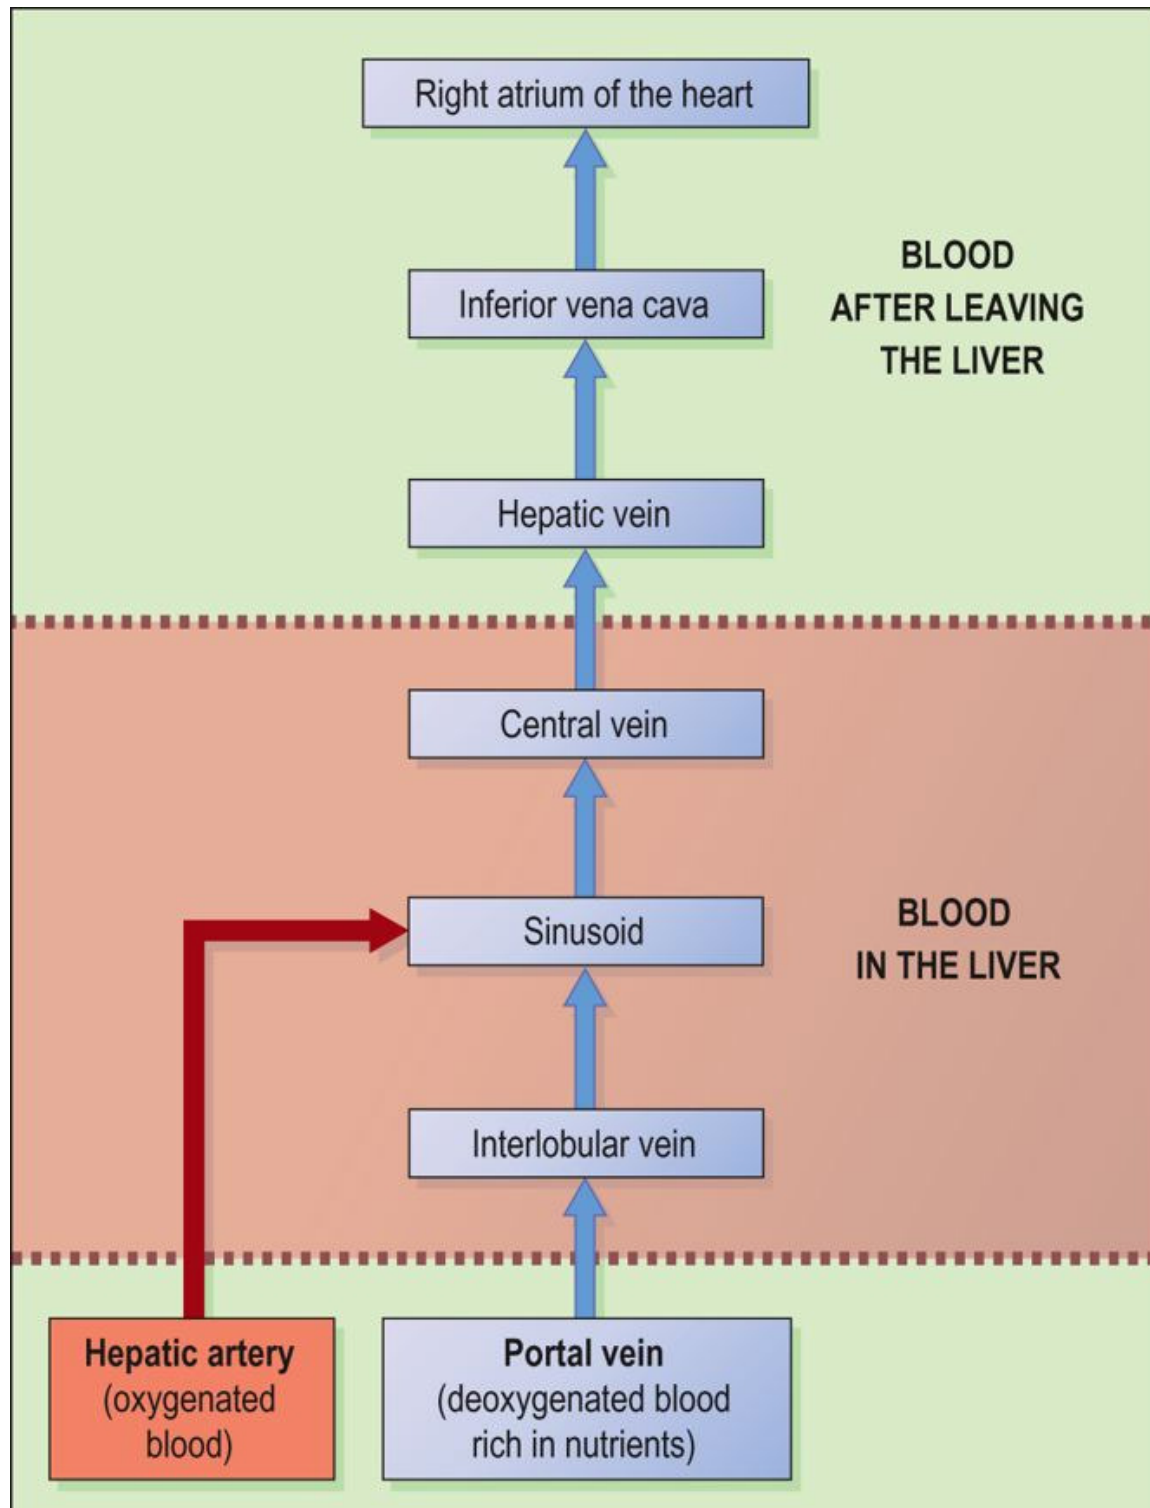 Right atrium of the heart
BLOOD
AFTER LEAVING
THE LIVER
Inferior vena cava
Hepatic vein
Central vein
Sinusoid
BLOOD
IN THE LIVER
Interlobular vein
Hepatic artery
(oxygenated
blood)
Portal vein
(deoxygenated blood
rich in nutrients)